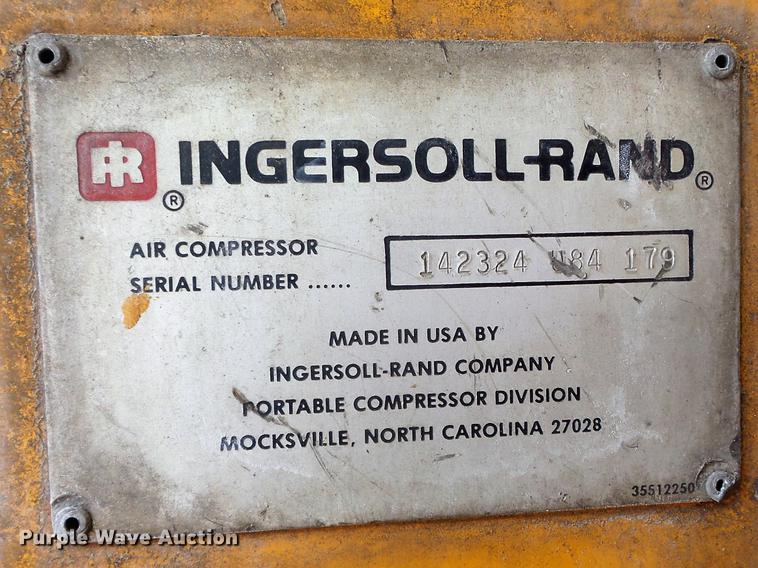 IR® INGERSOLL-RAND®
AIR COMPRESSOR
SERIAL NUMBER ...... 142324 U84 179
MADE IN USA BY
INGERSOLL-RAND COMPANY
PORTABLE COMPRESSOR DIVISION
MOCKSVILLE, NORTH CAROLINA 27028
35512250
Purple Wave Auction